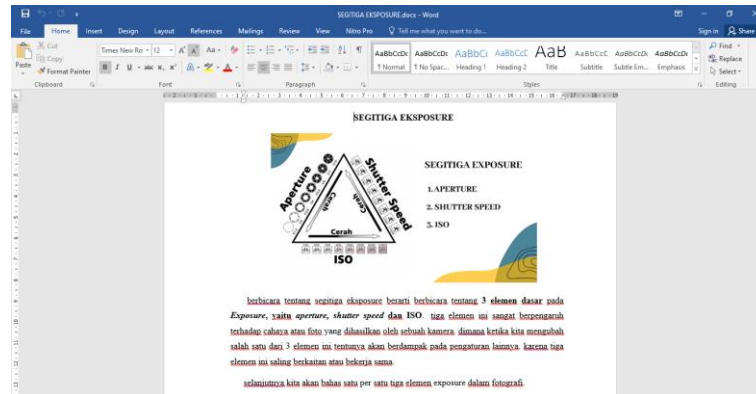 SEGITIGA EKSPOSURE.docx - Word
File Home Insert Design Layout References Mailings Review View Nitro Pro Tell me what you want to do... Sign in Share
Cut
Copy
Paste
Format Painter
Clipboard
Times New Ro 12
Font
Paragraph
AaBbCcDc AaBbCcDc AaBbCc AaBbCcC AaB AaBbCcC AaBbCcDc AaBbCcDc
¶ Normal ¶ No Spac... Heading 1 Heading 2 Title Subtitle Subtle Em... Emphasis
Styles
Find
Replace
Select
Editing
SEGITIGA EKSPOSURE
Aperture
Shutter Speed
Cerah
Cerah
Cerah
ISO
SEGITIGA EXPOSURE
1. APERTURE
2. SHUTTER SPEED
3. ISO
berbicara tentang segitiga eksposure berarti berbicara tentang 3 elemen dasar pada
Exposure, yaitu aperture, shutter speed dan ISO. tiga elemen ini sangat berpengaruh
terhadap cahaya atau foto yang dihasilkan oleh sebuah kamera. dimana ketika kita mengubah
salah satu dari 3 elemen ini tentunya akan berdampak pada pengaturan lainnya. karena tiga
elemen ini saling berkaitan atau bekerja sama.
selanjutnya kita akan bahas satu per satu tiga elemen exposure dalam fotografi.